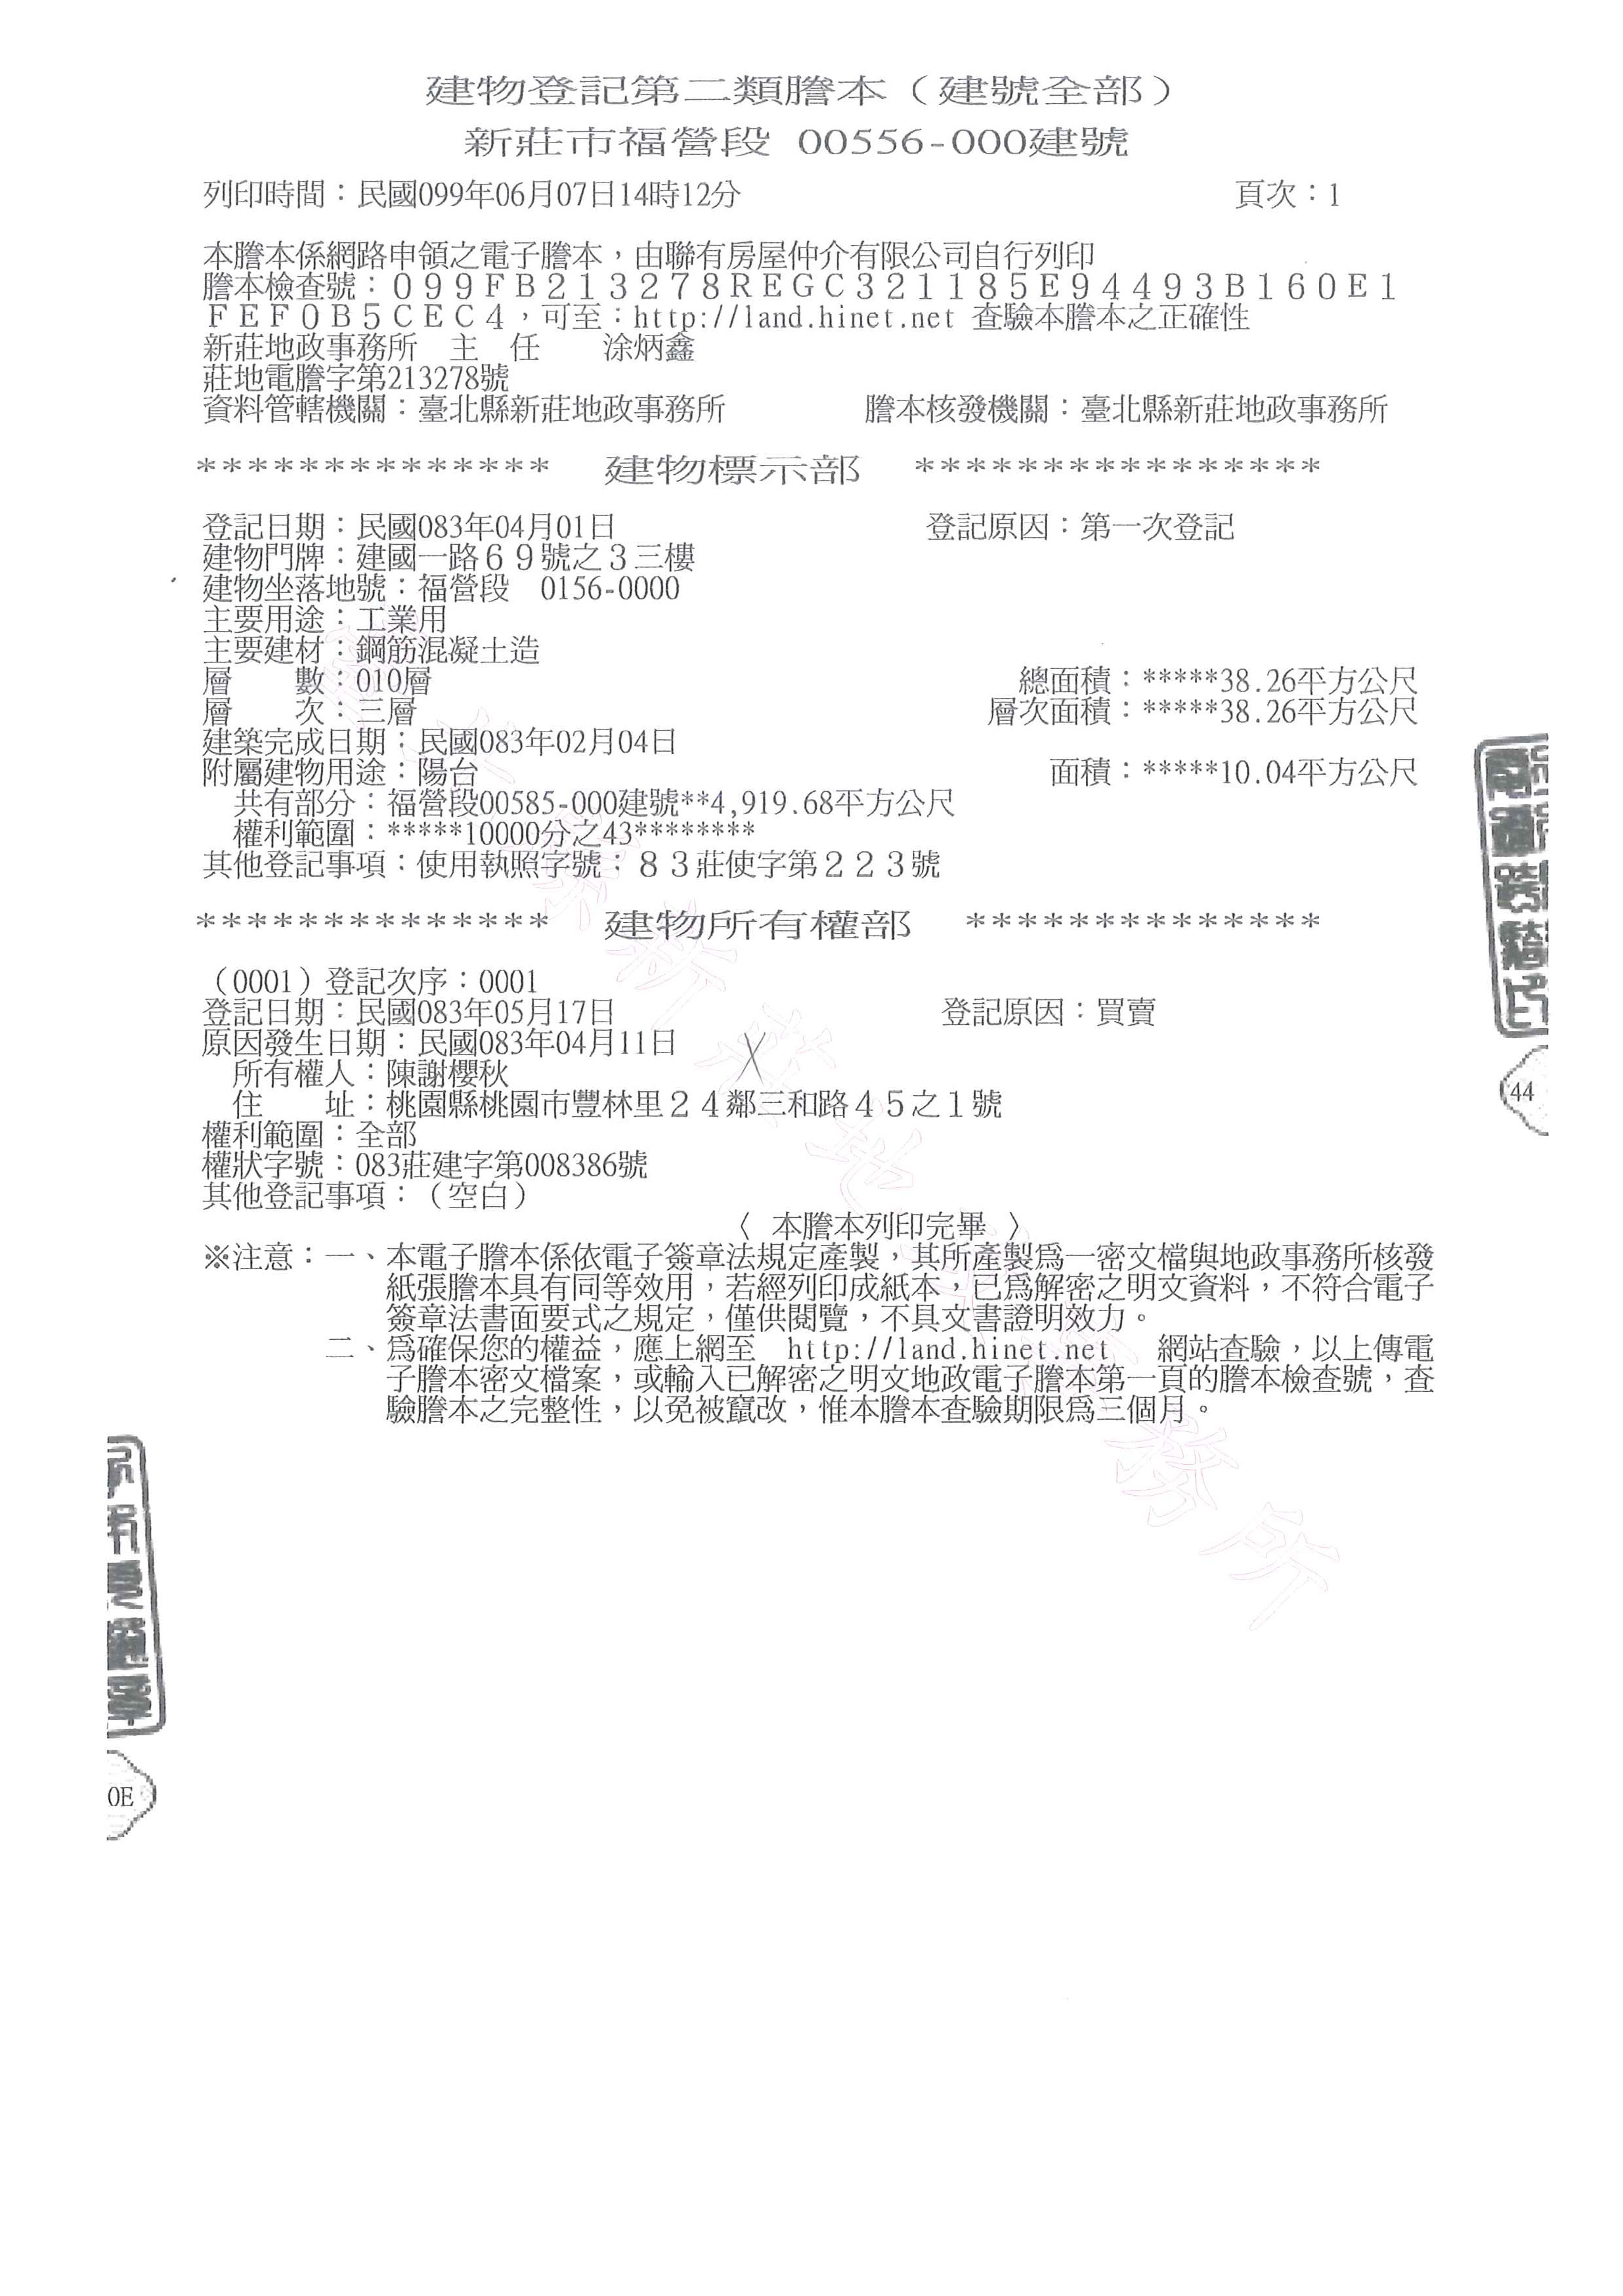 建物登記第二類謄本（建號全部）
新莊市福營段 00556-000建號
列印時間：民國099年06月07日14時12分 頁次：1
本謄本係網路申領之電子謄本，由聯有房屋仲介有限公司自行列印
謄本檢查號：０９９ＦＢ２１３２７８ＲＥＧＣ３２１１８５Ｅ９４４９３Ｂ１６０Ｅ１
ＦＥＦ０Ｂ５ＣＥＣ４，可至：http://land.hinet.net 查驗本謄本之正確性
新莊地政事務所　主　任　　涂炳鑫
莊地電謄字第213278號
資料管轄機關：臺北縣新莊地政事務所 謄本核發機關：臺北縣新莊地政事務所
************** 建物標示部 ****************
登記日期：民國083年04月01日 登記原因：第一次登記
建物門牌：建國一路６９號之３三樓
建物坐落地號：福營段　0156-0000
主要用途：工業用
主要建材：鋼筋混凝土造
層　　數：010層 總面積：*****38.26平方公尺
層　　次：三層 層次面積：*****38.26平方公尺
建築完成日期：民國083年02月04日
附屬建物用途：陽台 面積：*****10.04平方公尺
共有部分：福營段00585-000建號**4,919.68平方公尺
權利範圍：*****10000分之43********
其他登記事項：使用執照字號：８３莊使字第２２３號
************** 建物所有權部 **************
（0001）登記次序：0001
登記日期：民國083年05月17日 登記原因：買賣
原因發生日期：民國083年04月11日
所有權人：陳謝櫻秋
住　　址：桃園縣桃園市豐林里２４鄰三和路４５之１號
權利範圍：全部
權狀字號：083莊建字第008386號
其他登記事項：（空白）
〈 本謄本列印完畢 〉
※注意：一、本電子謄本係依電子簽章法規定產製，其所產製為一密文檔與地政事務所核發
紙張謄本具有同等效用，若經列印成紙本，已為解密之明文資料，不符合電子
簽章法書面要式之規定，僅供閱覽，不具文書證明效力。
二、為確保您的權益，應上網至　http://land.hinet.net　網站查驗，以上傳電
子謄本密文檔案，或輸入已解密之明文地政電子謄本第一頁的謄本檢查號，查
驗謄本之完整性，以免被竄改，惟本謄本查驗期限為三個月。
44
0E